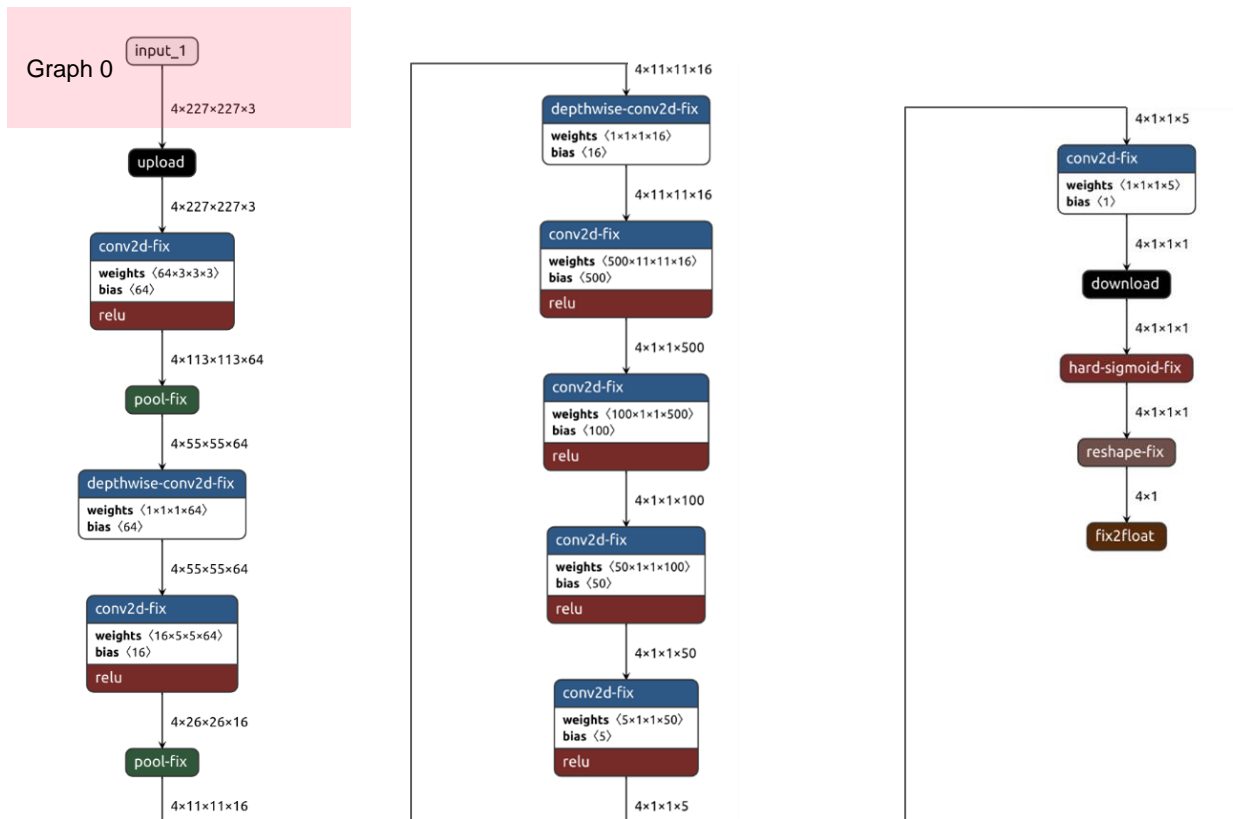 Graph 0
input_1
4×227×227×3
upload
4×227×227×3
conv2d-fix
weights 〈64×3×3×3〉
bias 〈64〉
relu
4×113×113×64
pool-fix
4×55×55×64
depthwise-conv2d-fix
weights 〈1×1×1×64〉
bias 〈64〉
4×55×55×64
conv2d-fix
weights 〈16×5×5×64〉
bias 〈16〉
relu
4×26×26×16
pool-fix
4×11×11×16
4×11×11×16
depthwise-conv2d-fix
weights 〈1×1×1×16〉
bias 〈16〉
4×11×11×16
conv2d-fix
weights 〈500×11×11×16〉
bias 〈500〉
relu
4×1×1×500
conv2d-fix
weights 〈100×1×1×500〉
bias 〈100〉
relu
4×1×1×100
conv2d-fix
weights 〈50×1×1×100〉
bias 〈50〉
relu
4×1×1×50
conv2d-fix
weights 〈5×1×1×50〉
bias 〈5〉
relu
4×1×1×5
4×1×1×5
conv2d-fix
weights 〈1×1×1×5〉
bias 〈1〉
4×1×1×1
download
4×1×1×1
hard-sigmoid-fix
4×1×1×1
reshape-fix
4×1
fix2float